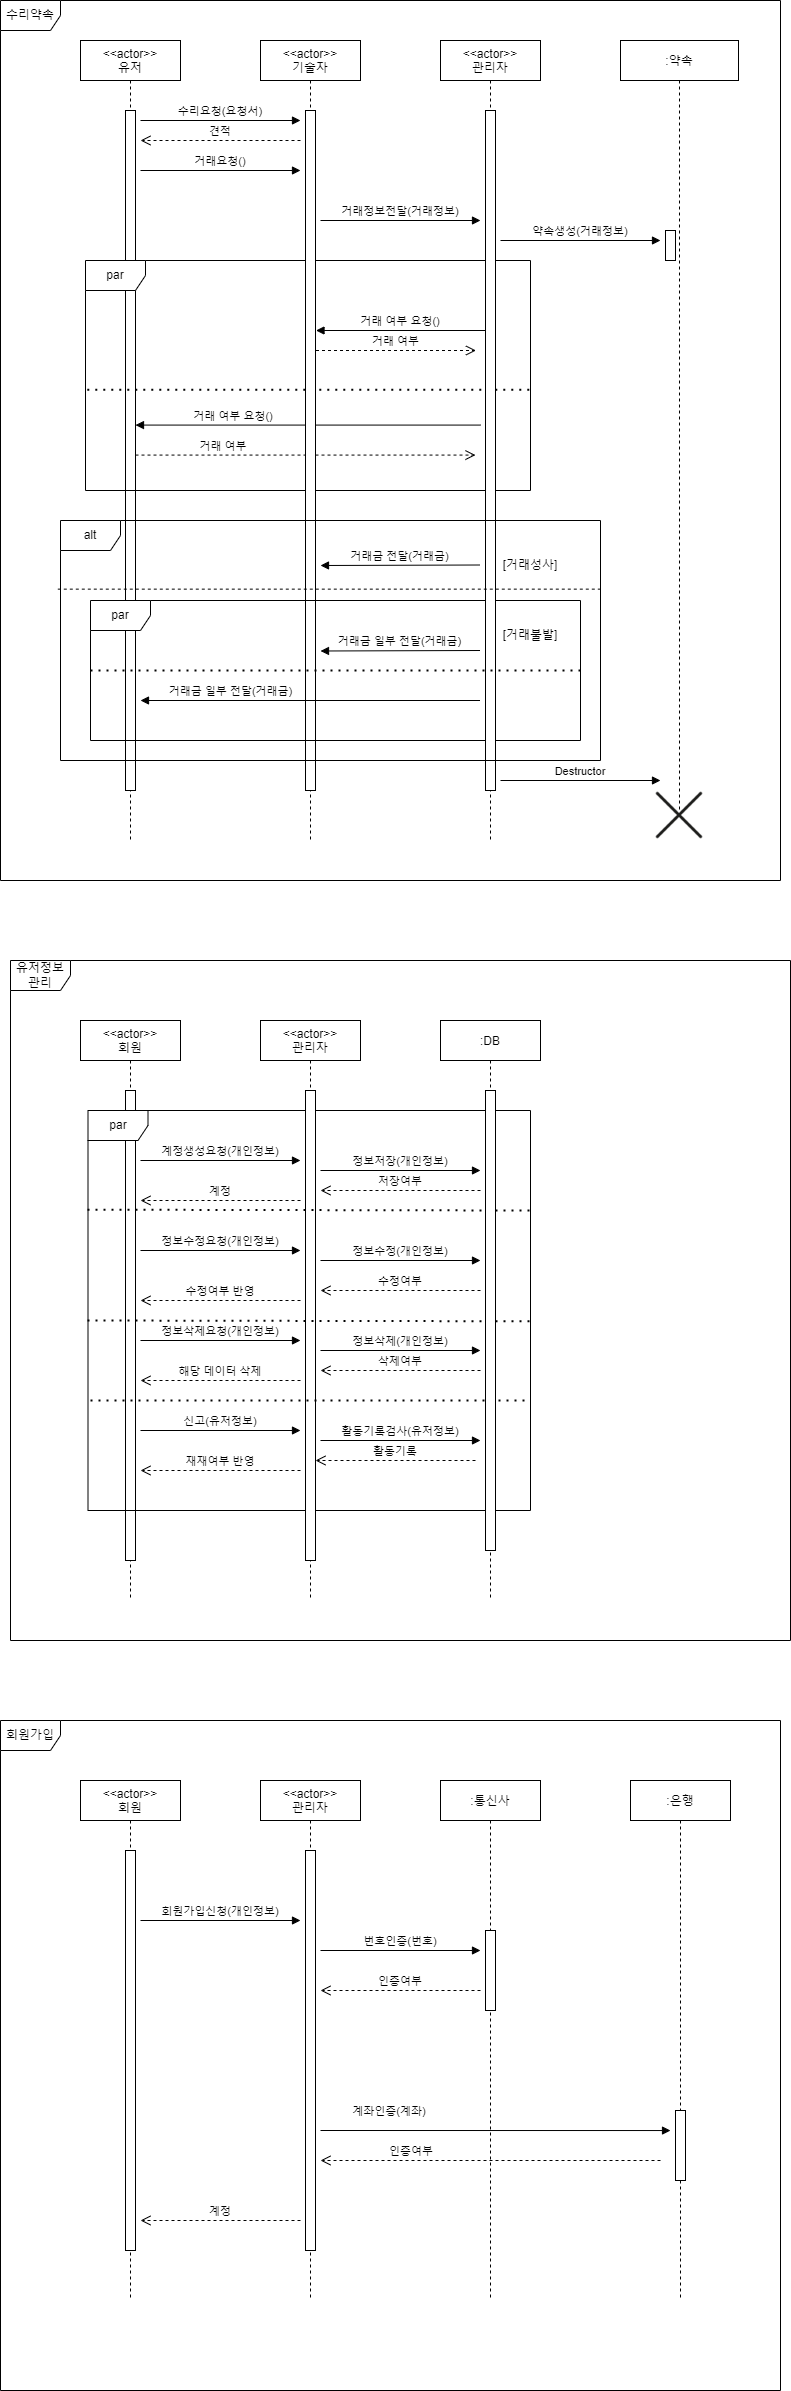 수리약속
<<actor>>
유저
<<actor>>
기술자
<<actor>>
관리자
:약속
수리요청(요청서)
견적
거래요청()
거래정보전달(거래정보)
약속생성(거래정보)
par
거래 여부 요청()
거래 여부
거래 여부 요청()
거래 여부
alt
거래금 전달(거래금)
[거래성사]
par
거래금 일부 전달(거래금)
[거래불발]
거래금 일부 전달(거래금)
Destructor
유저정보
관리
<<actor>>
회원
<<actor>>
관리자
:DB
par
계정생성요청(개인정보)
정보저장(개인정보)
저장여부
계정
정보수정요청(개인정보)
정보수정(개인정보)
수정여부
수정여부 반영
정보삭제요청(개인정보)
정보삭제(개인정보)
삭제여부
해당 데이터 삭제
신고(유저정보)
활동기록검사(유저정보)
활동기록
재재여부 반영
회원가입
<<actor>>
회원
<<actor>>
관리자
:통신사
:은행
회원가입신청(개인정보)
번호인증(번호)
인증여부
계좌인증(계좌)
인증여부
계정